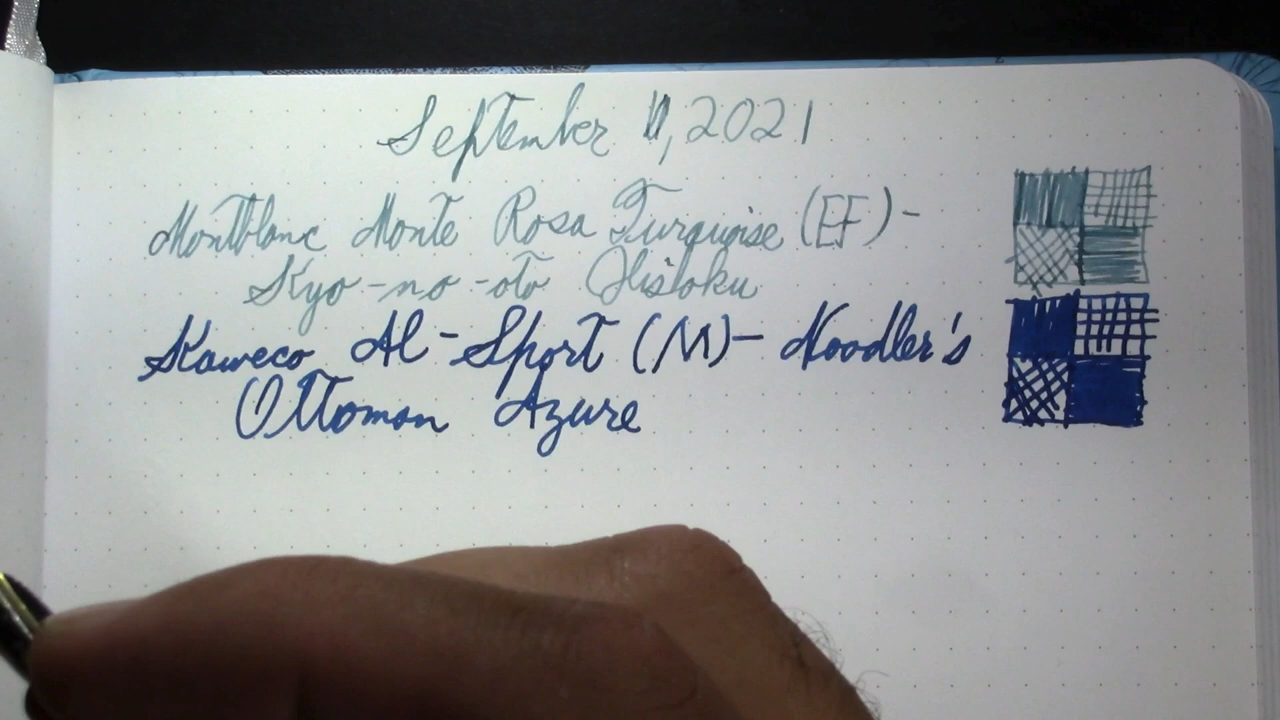 September 11, 2021
Montblanc Monte Rosa Turquoise (EF) -
Kyo-no-oto Hisoku
Kaweco Al-Sport (M) - Noodler's
Ottoman Azure